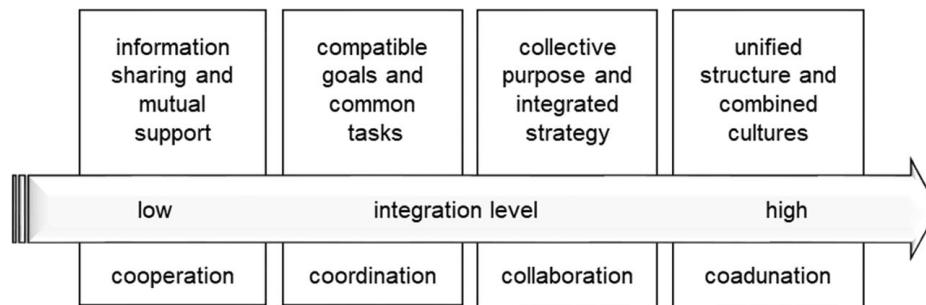 information
sharing and
mutual
support
compatible
goals and
common
tasks
collective
purpose and
integrated
strategy
unified
structure and
combined
cultures
low
integration level
high
cooperation
coordination
collaboration
coadunation